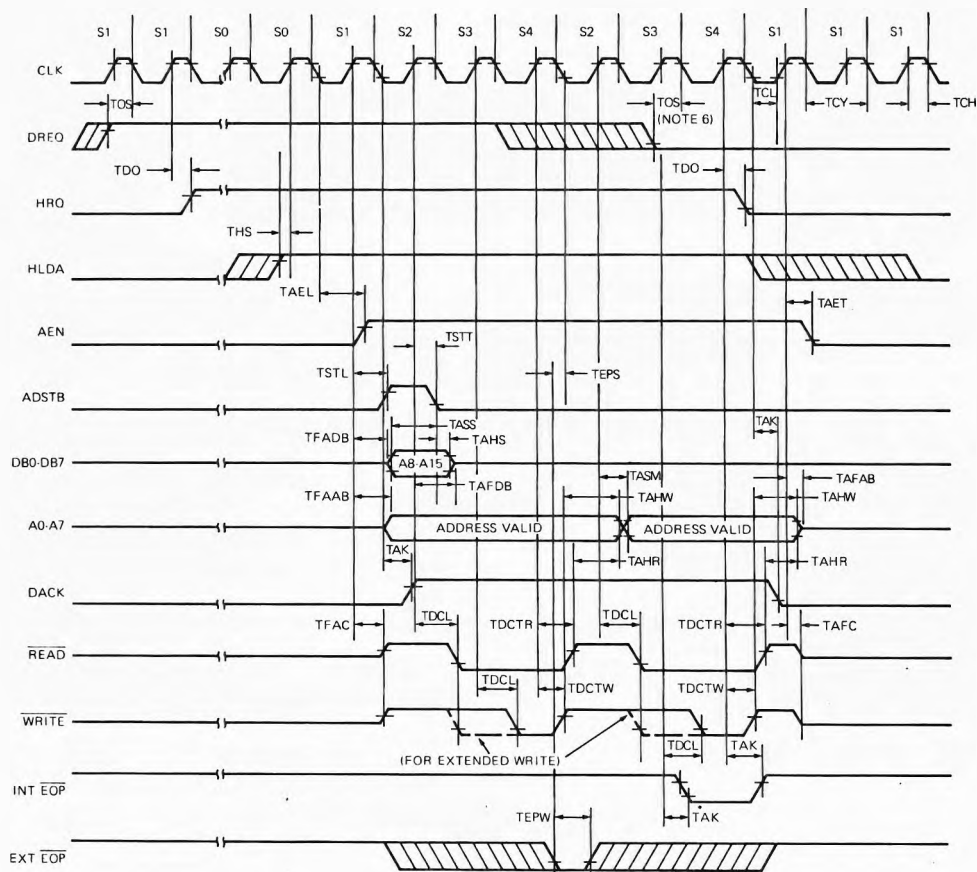 S1 S1 S0 S0 S1 S2 S3 S4 S2 S3 S4 S1 S1 S1
CLK
TOS TOS TCL TCY TCH
(NOTE 6)
DREQ
TDO TDO
HRQ
THS
HLDA
TAEL TAET
AEN
TSTT
TSTL TEPS
ADSTB
TASS TAK
TFADB TAHS
DB0-DB7 A8-A15
TAFDB TASM TAFAB
TFAAB TAHW TAHW
A0-A7 ADDRESS VALID ADDRESS VALID
TAK TAHR TAHR
DACK
TFAC TDCL TDCTR TDCL TDCTR TAFC
READ
TDCL TDCTW TDCTW
WRITE
(FOR EXTENDED WRITE)
TDCL TAK
INT EOP
TEPW TAK
EXT EOP